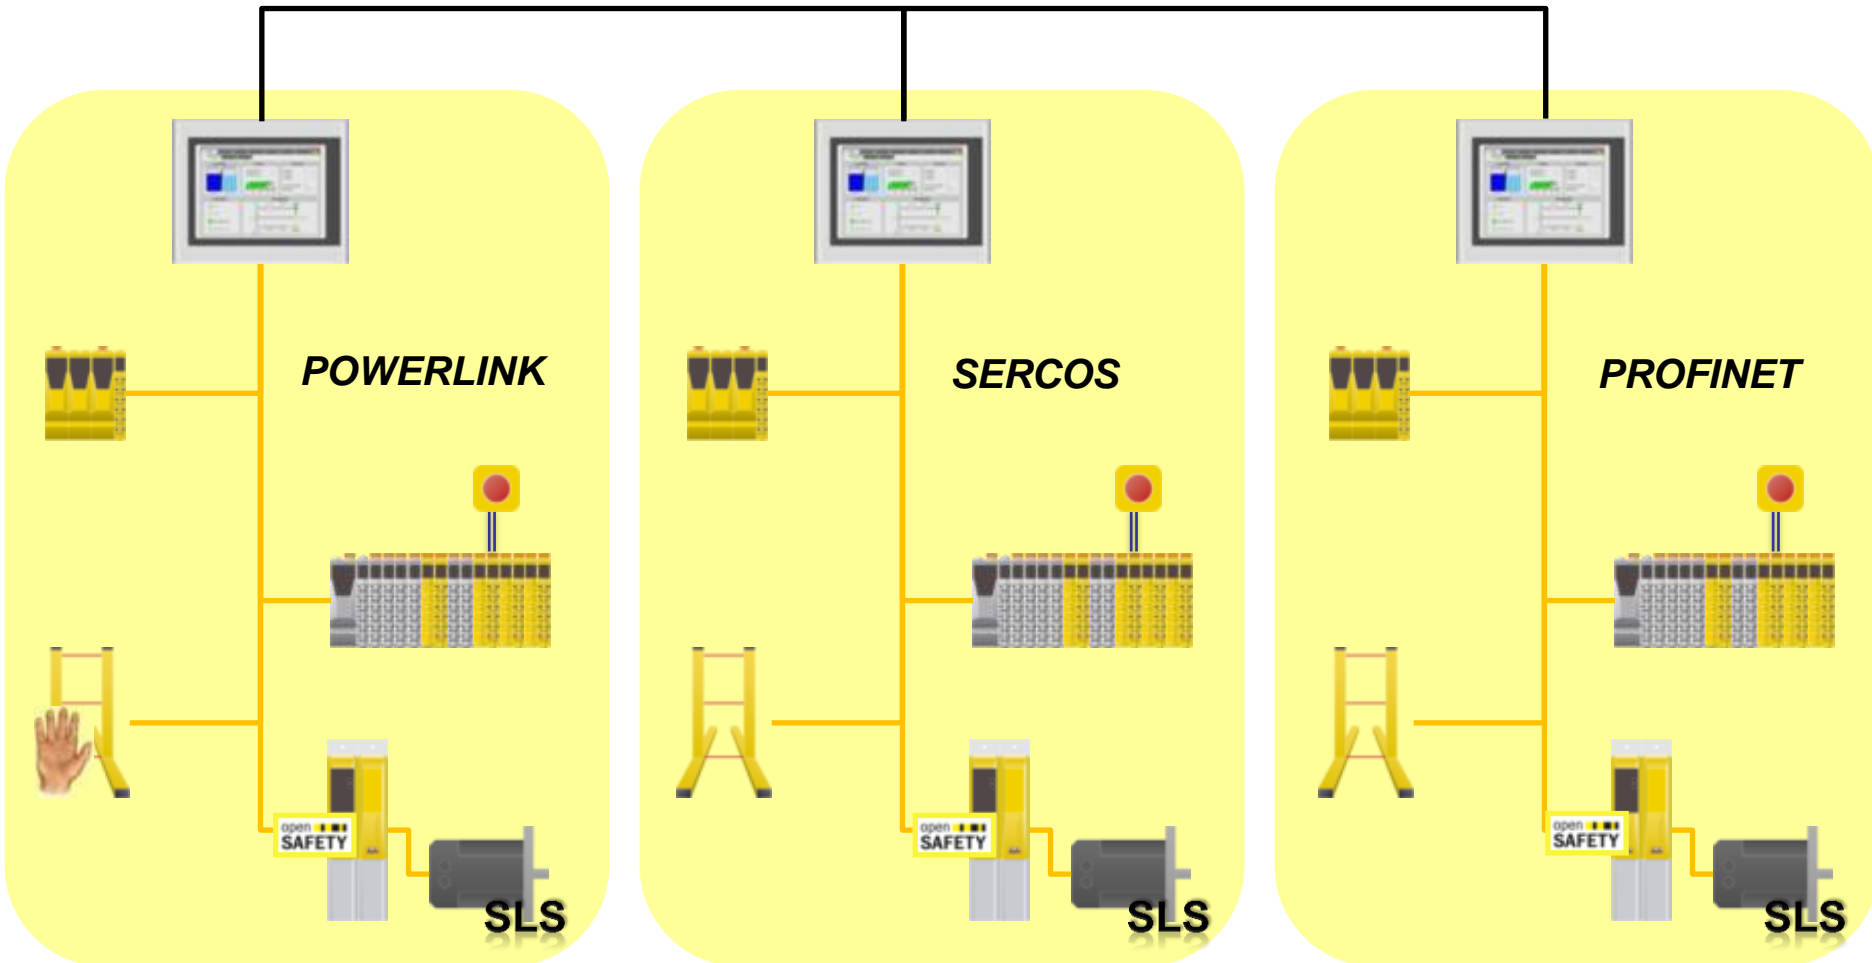 POWERLINK
SERCOS
PROFINET
open
SAFETY
open
SAFETY
open
SAFETY
SLS
SLS
SLS